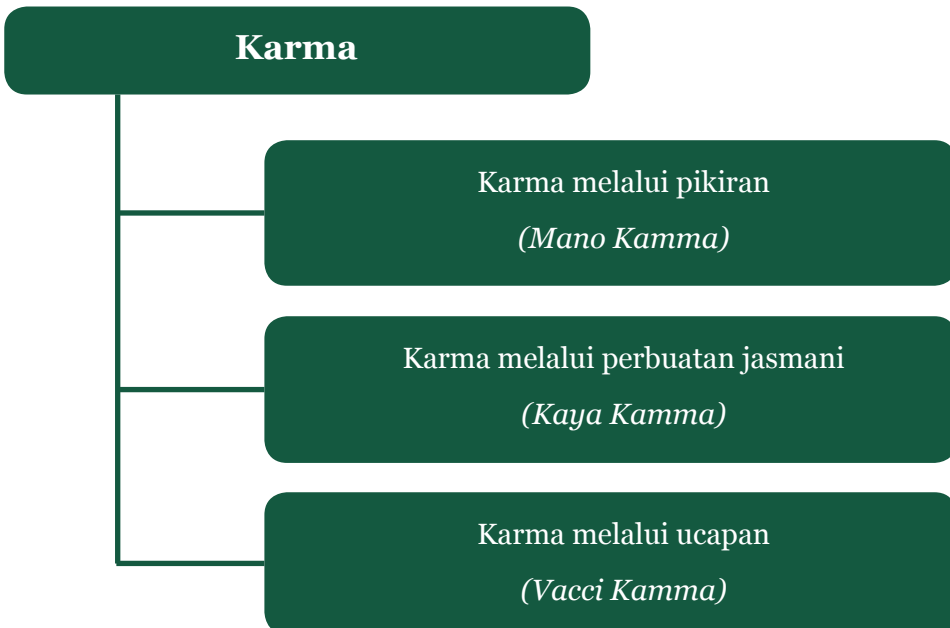 Karma
Karma melalui pikiran
(Mano Kamma)
Karma melalui perbuatan jasmani
(Kaya Kamma)
Karma melalui ucapan
(Vacci Kamma)